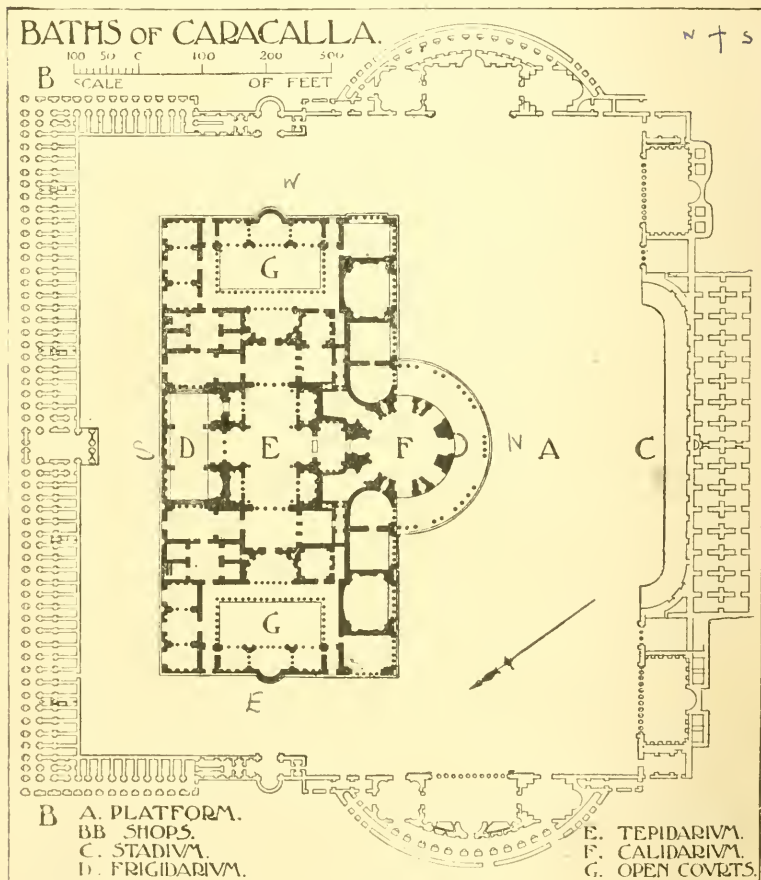 BATHS OF CARACALLA.
N † S
100 50 0 100 200 300
B SCALE OF FEET
W
G
S D E F N A C
G
E
B A. PLATFORM.
BB SHOPS.
C. STADIVM.
D. FRIGIDARIVM.
E. TEPIDARIVM.
F. CALIDARIVM.
G. OPEN COVRTS.